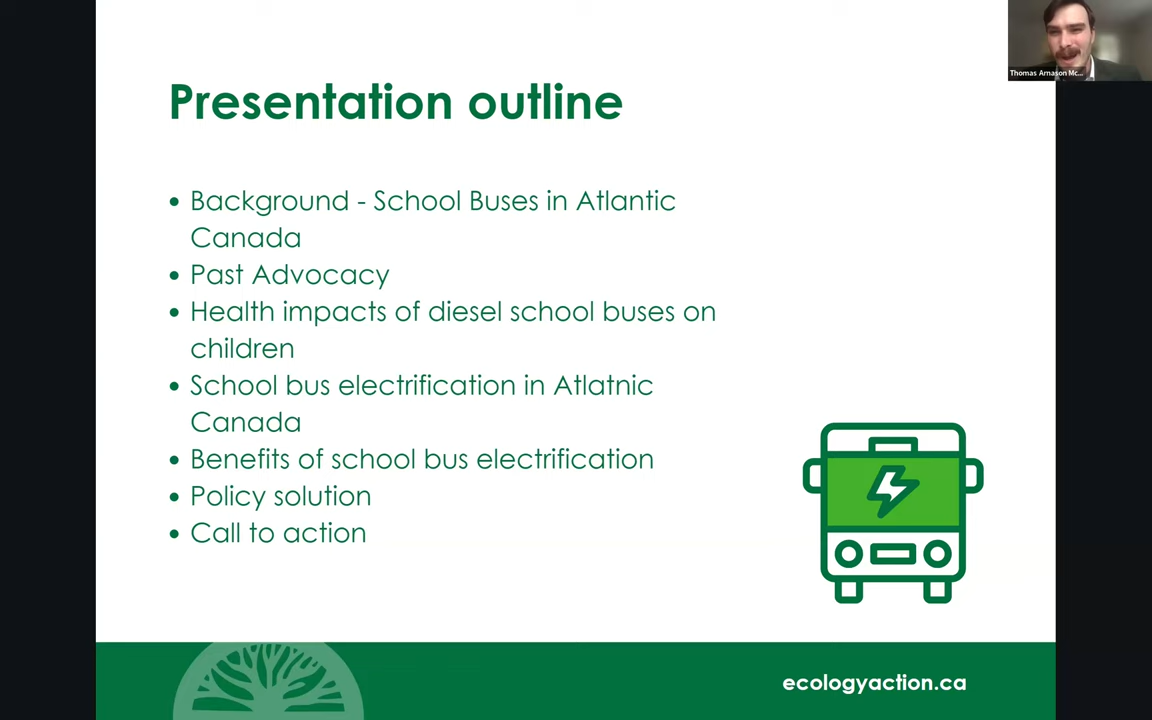 Thomas Arnason Mc...
Presentation outline
• Background - School Buses in Atlantic
Canada
• Past Advocacy
• Health impacts of diesel school buses on
children
• School bus electrification in Atlatnic
Canada
• Benefits of school bus electrification
• Policy solution
• Call to action
ecologyaction.ca